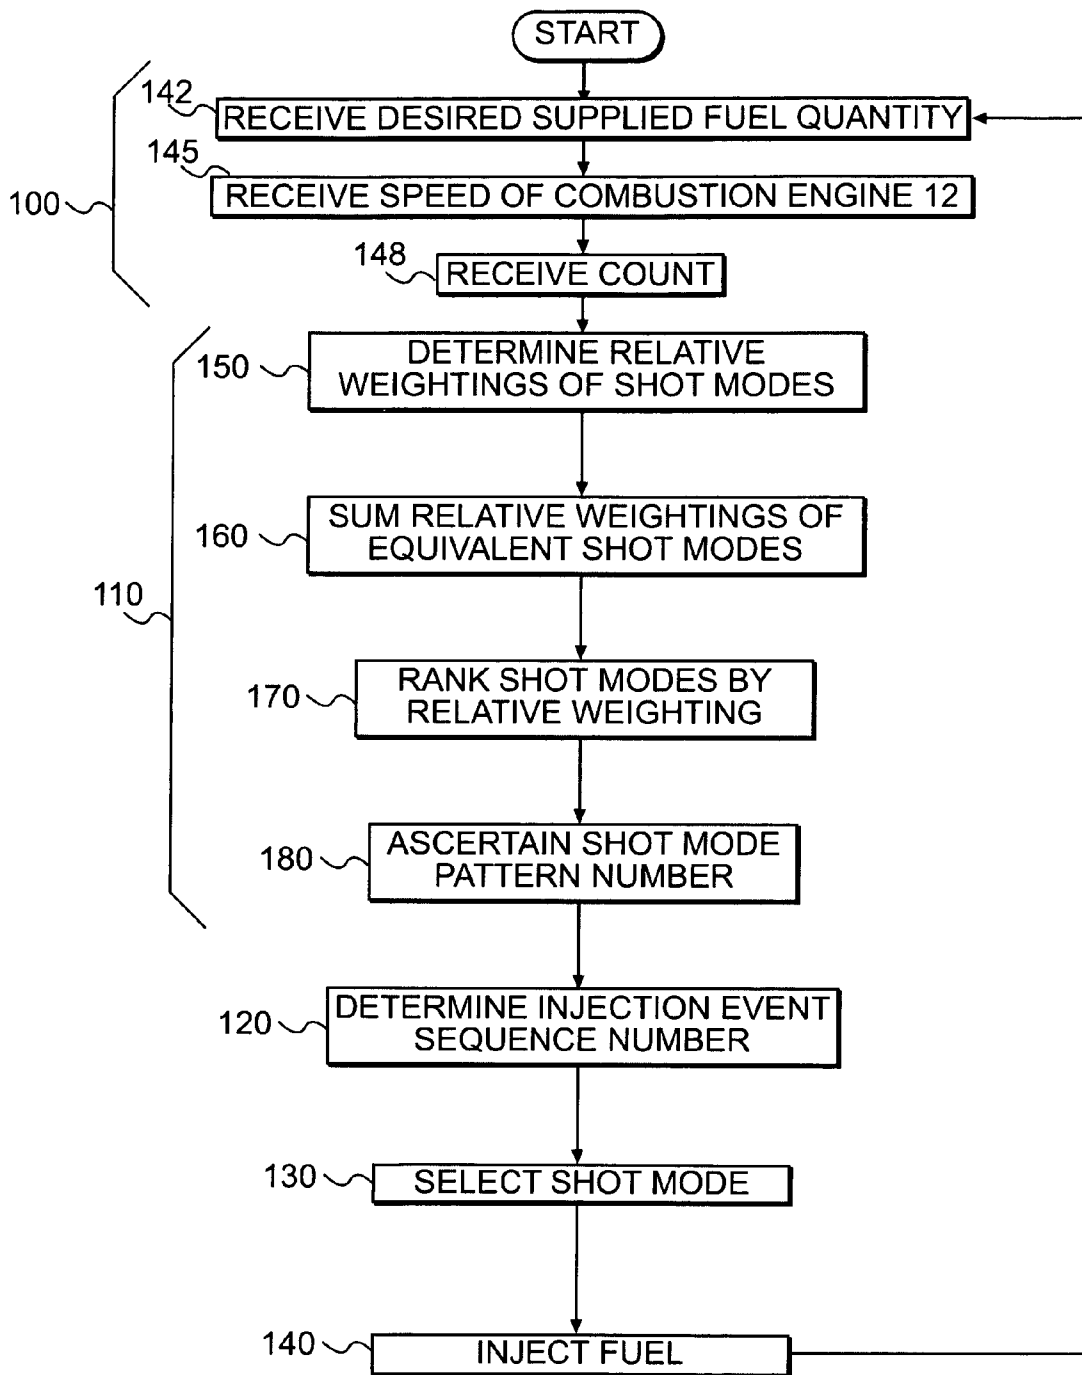 START
142
RECEIVE DESIRED SUPPLIED FUEL QUANTITY
145
RECEIVE SPEED OF COMBUSTION ENGINE 12
100
148
RECEIVE COUNT
150
DETERMINE RELATIVE
WEIGHTINGS OF SHOT MODES
160
SUM RELATIVE WEIGHTINGS OF
EQUIVALENT SHOT MODES
110
170
RANK SHOT MODES BY
RELATIVE WEIGHTING
180
ASCERTAIN SHOT MODE
PATTERN NUMBER
120
DETERMINE INJECTION EVENT
SEQUENCE NUMBER
130
SELECT SHOT MODE
140
INJECT FUEL